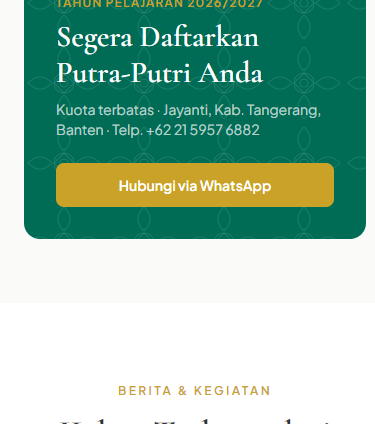 TAHUN PELAJARAN 2026/2027
Segera Daftarkan
Putra-Putri Anda
Kuota terbatas · Jayanti, Kab. Tangerang,
Banten · Telp. +62 21 5957 6882
Hubungi via WhatsApp
BERITA & KEGIATAN